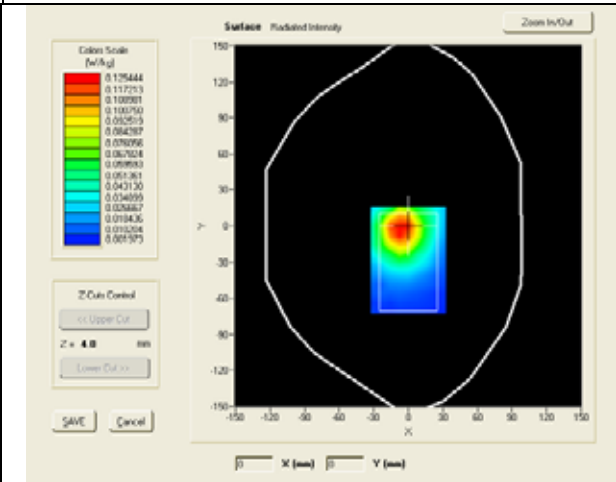 Surface Radiated Intensity
Zoom In/Out
Colors Scale
(W/kg)
0.125444
0.117213
0.108981
0.100750
0.092519
0.084287
0.076056
0.067824
0.059593
0.051361
0.043130
0.034899
0.026667
0.018436
0.010204
0.001973
150
120
90
60
30
0
-30
-60
-90
-120
-150
Y
-150 -120 -90 -60 -30 0 30 60 90 120 150
X
Z-Cuts Control
<< Upper Cut
Z = 4.0 mm
Lower Cut >>
SAVE Cancel
0 X (mm) 0 Y (mm)